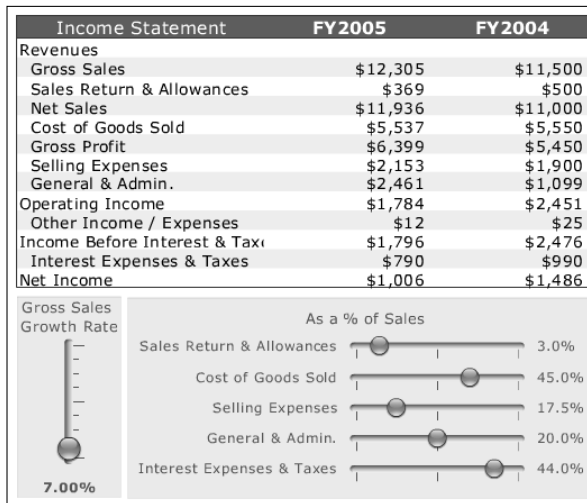 Income Statement FY2005 FY2004
Revenues
Gross Sales $12,305 $11,500
Sales Return & Allowances $369 $500
Net Sales $11,936 $11,000
Cost of Goods Sold $5,537 $5,550
Gross Profit $6,399 $5,450
Selling Expenses $2,153 $1,900
General & Admin. $2,461 $1,099
Operating Income $1,784 $2,451
Other Income / Expenses $12 $25
Income Before Interest & Tax $1,796 $2,476
Interest Expenses & Taxes $790 $990
Net Income $1,006 $1,486
Gross Sales
Growth Rate
7.00%
As a % of Sales
Sales Return & Allowances 3.0%
Cost of Goods Sold 45.0%
Selling Expenses 17.5%
General & Admin. 20.0%
Interest Expenses & Taxes 44.0%